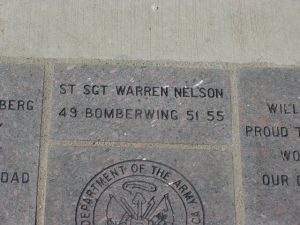 ST SGT WARREN NELSON
49 BOMBERWING 51-55
BERG
DAD
WILL
PROUD T
WO
OUR
DEPARTMENT OF THE ARMY